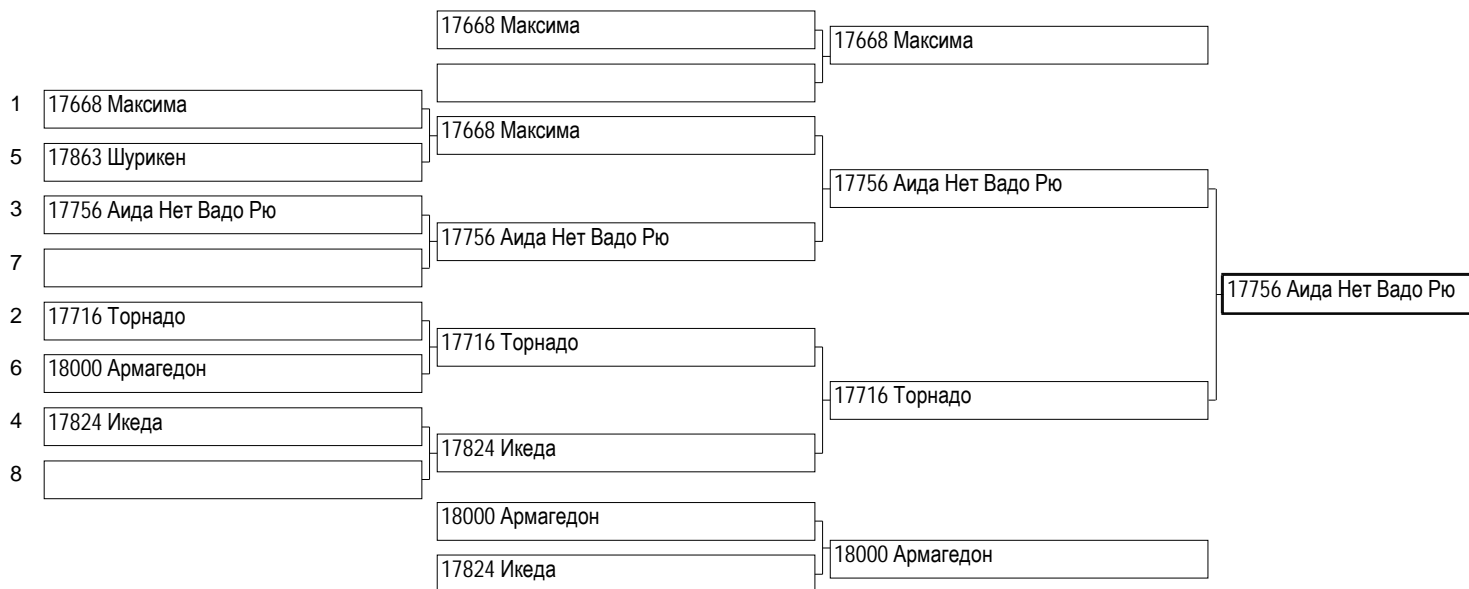 17668 Максима
17668 Максима
1 17668 Максима
17668 Максима
5 17863 Шурикен
17756 Аида Нет Вадо Рю
3 17756 Аида Нет Вадо Рю
17756 Аида Нет Вадо Рю
7
17756 Аида Нет Вадо Рю
2 17716 Торнадо
17716 Торнадо
6 18000 Армагедон
17716 Торнадо
4 17824 Икеда
17824 Икеда
8
18000 Армагедон
18000 Армагедон
17824 Икеда